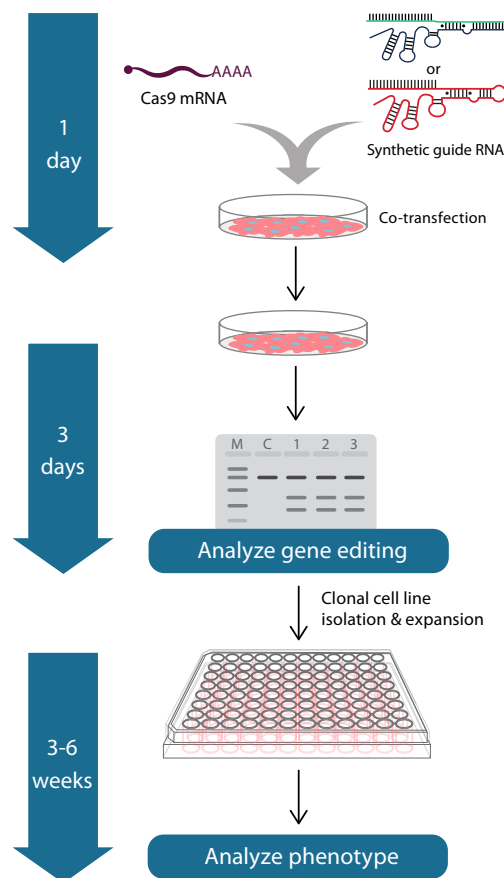 AAAA
Cas9 mRNA
or
Synthetic guide RNA
1
day
Co-transfection
3
days
M C 1 2 3
Analyze gene editing
Clonal cell line
isolation & expansion
3-6
weeks
Analyze phenotype